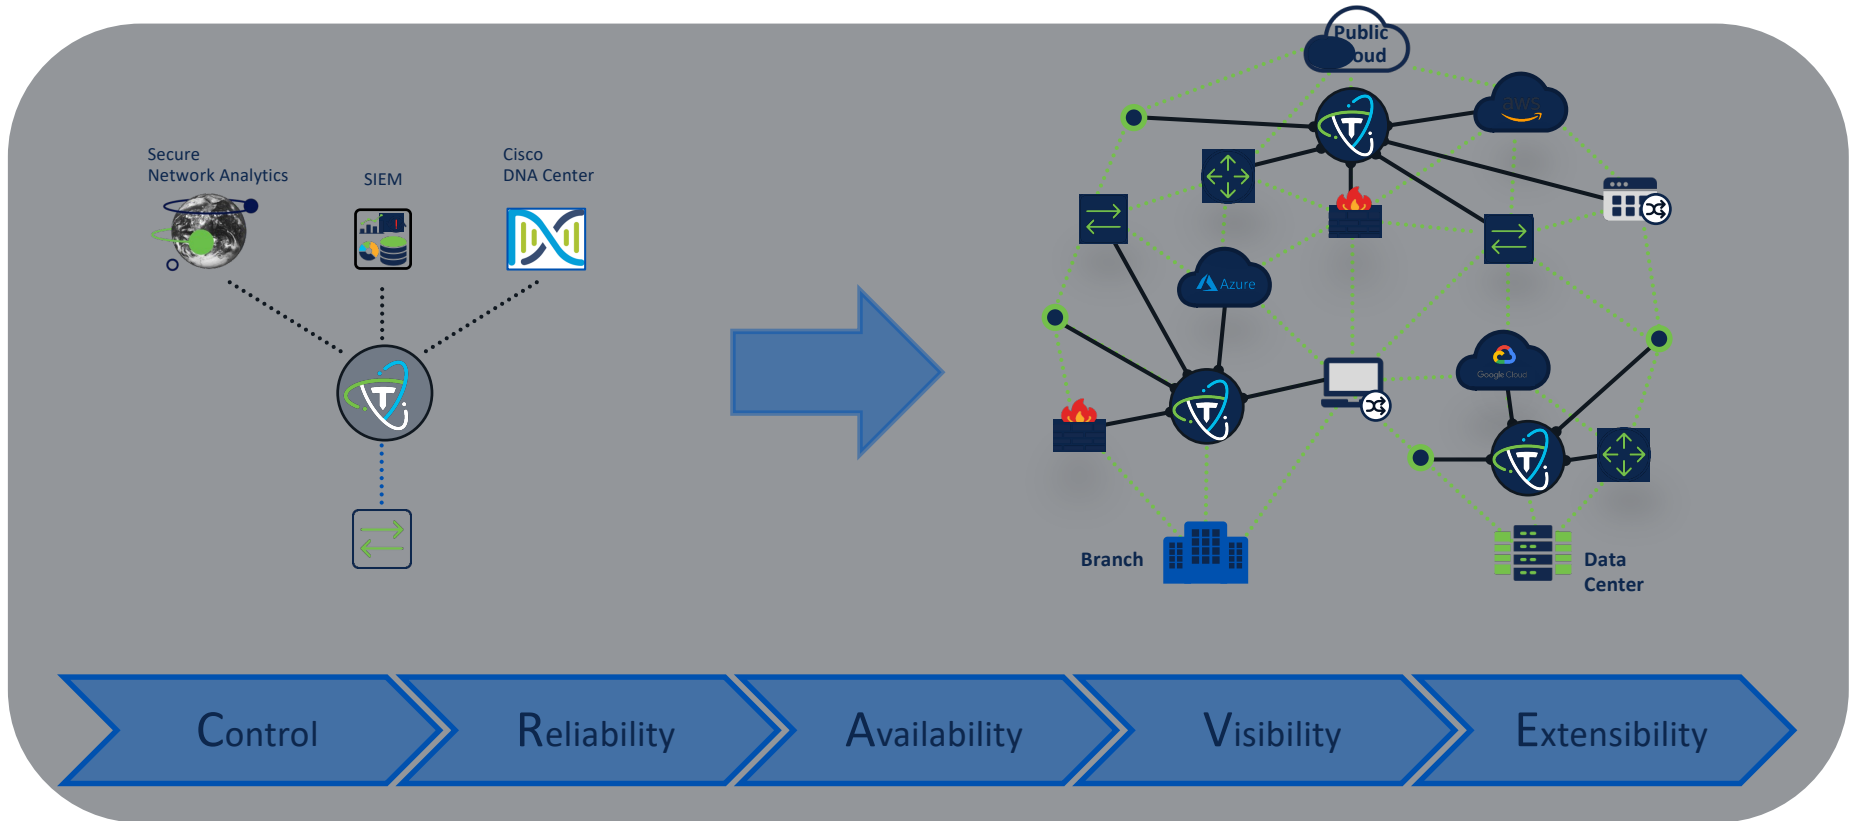 Public
Cloud
aws
Secure
Network Analytics
SIEM
Cisco
DNA Center
Azure
Google Cloud
Branch
Data
Center
Control
Reliability
Availability
Visibility
Extensibility